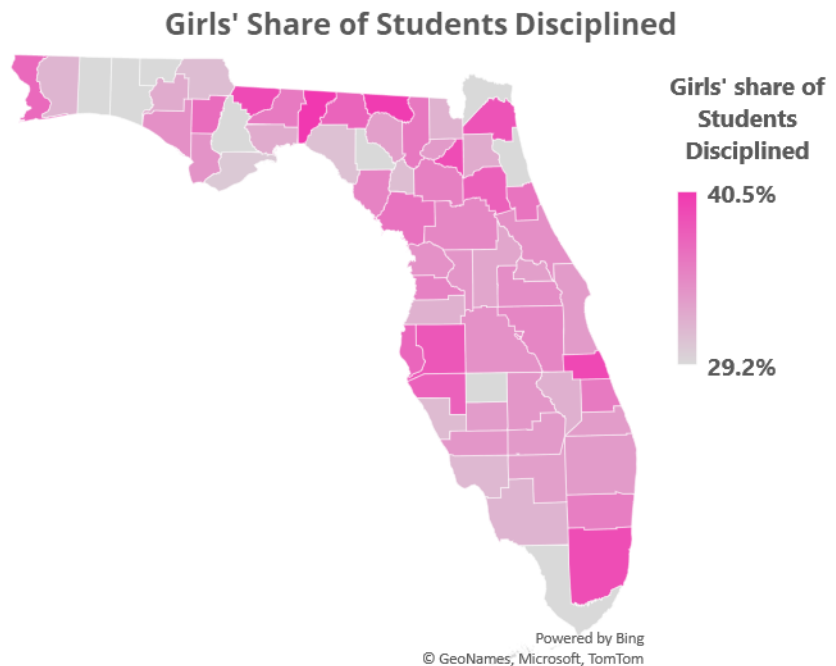 Girls' Share of Students Disciplined
Girls' share of
Students
Disciplined
40.5%
29.2%
Powered by Bing
© GeoNames, Microsoft, TomTom